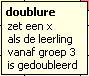 doublure
zet een x
als de leerling
vanaf groep 3
is gedoubleerd